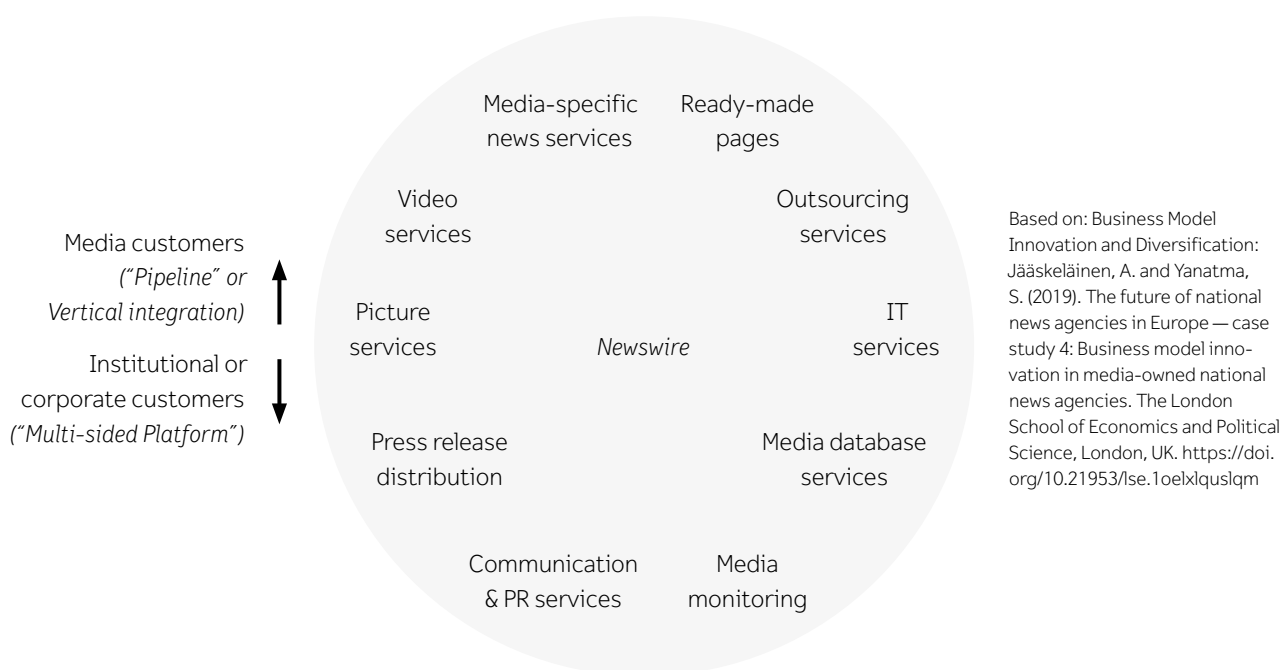 Media-specific
news services
Ready-made
pages
Video
services
Outsourcing
services
Media customers
(“Pipeline” or
Vertical integration)
Institutional or
corporate customers
(“Multi-sided Platform”)
Picture
services
Newswire
IT
services
Press release
distribution
Media database
services
Communication
& PR services
Media
monitoring
Based on: Business Model
Innovation and Diversification:
Jääskeläinen, A. and Yanatma,
S. (2019). The future of national
news agencies in Europe — case
study 4: Business model inno-
vation in media-owned national
news agencies. The London
School of Economics and Political
Science, London, UK. https://doi.
org/10.21953/lse.1oelxlquslqm